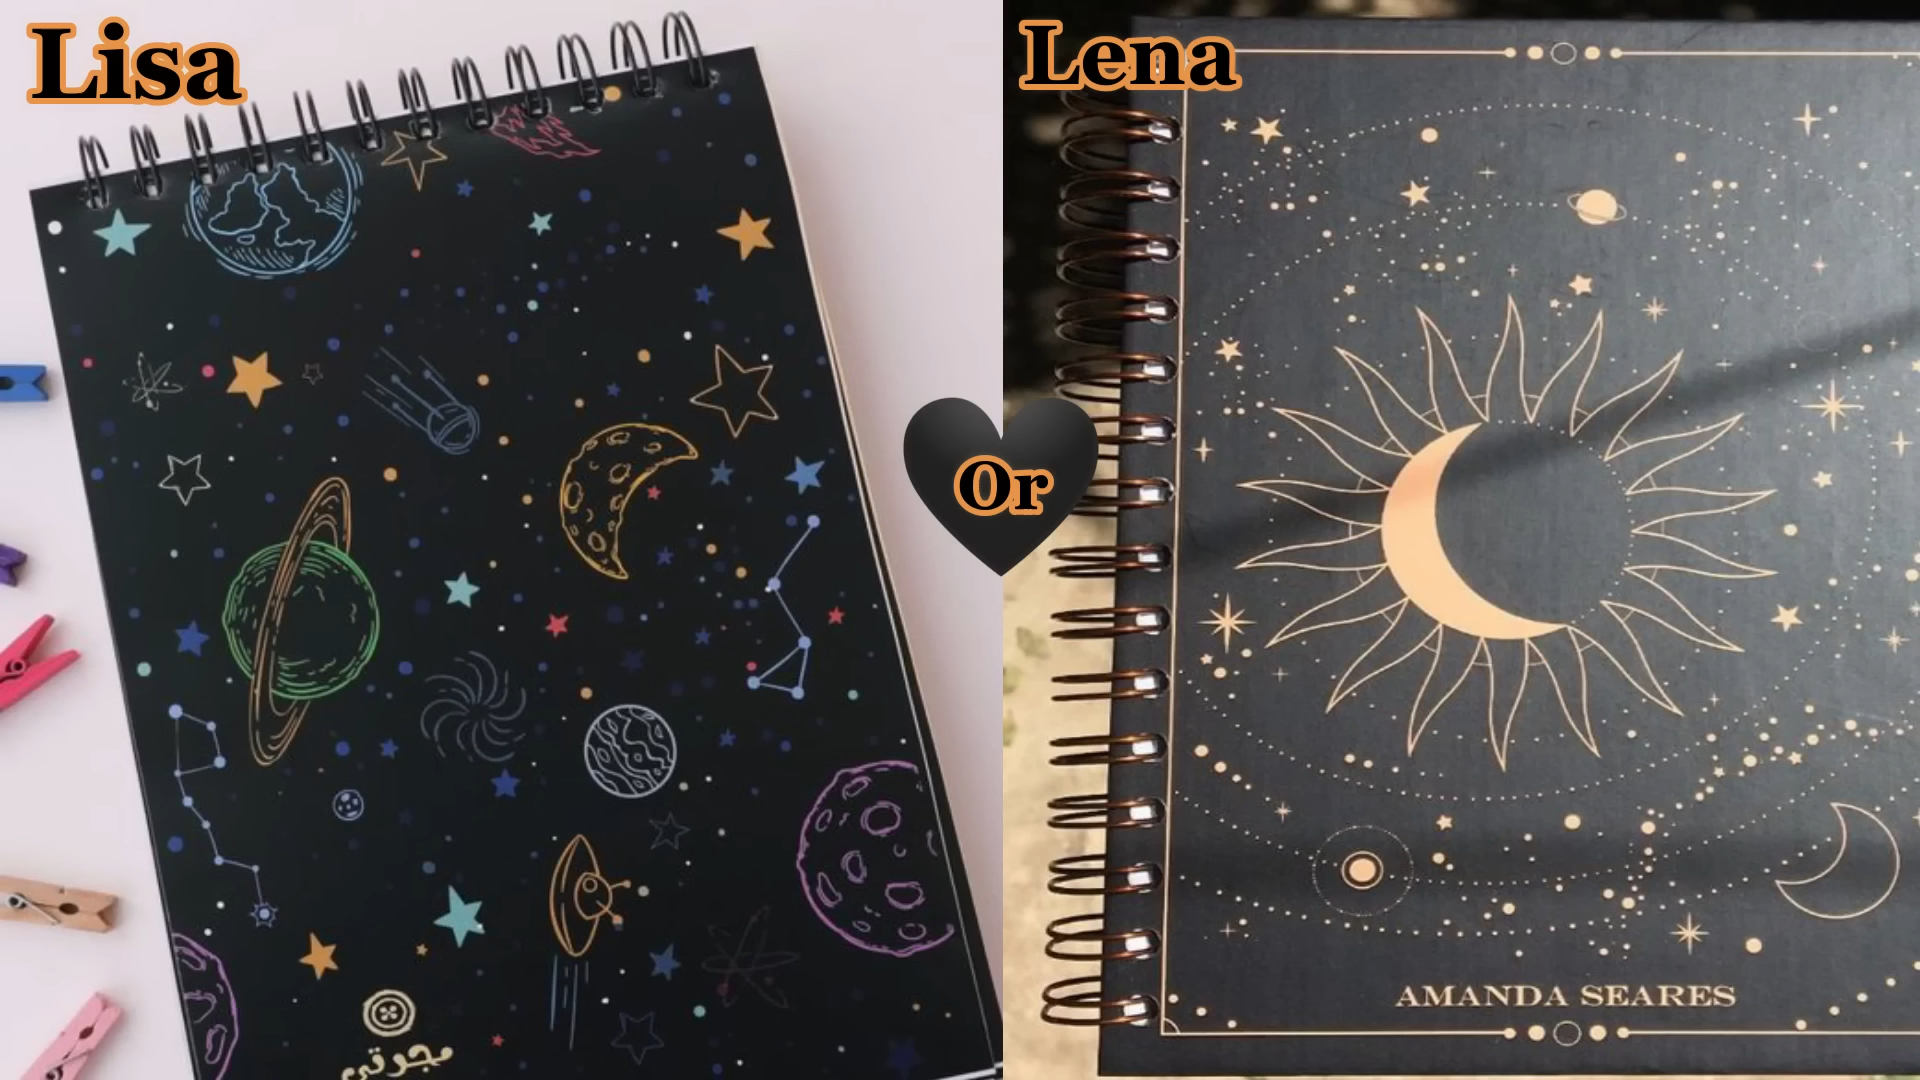 Lisa
Lena
Or
AMANDA SEARES
مجرتي